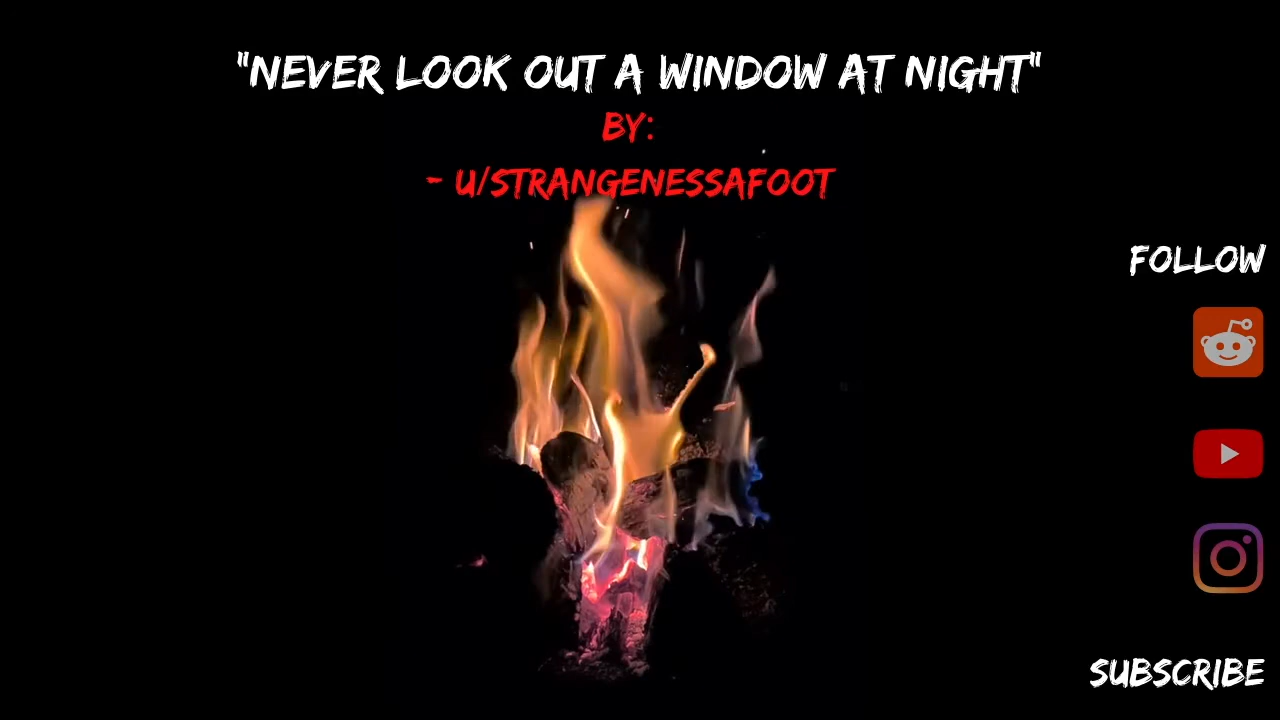 "NEVER LOOK OUT A WINDOW AT NIGHT"
BY:
- U/STRANGENESSAFOOT
FOLLOW
SUBSCRIBE